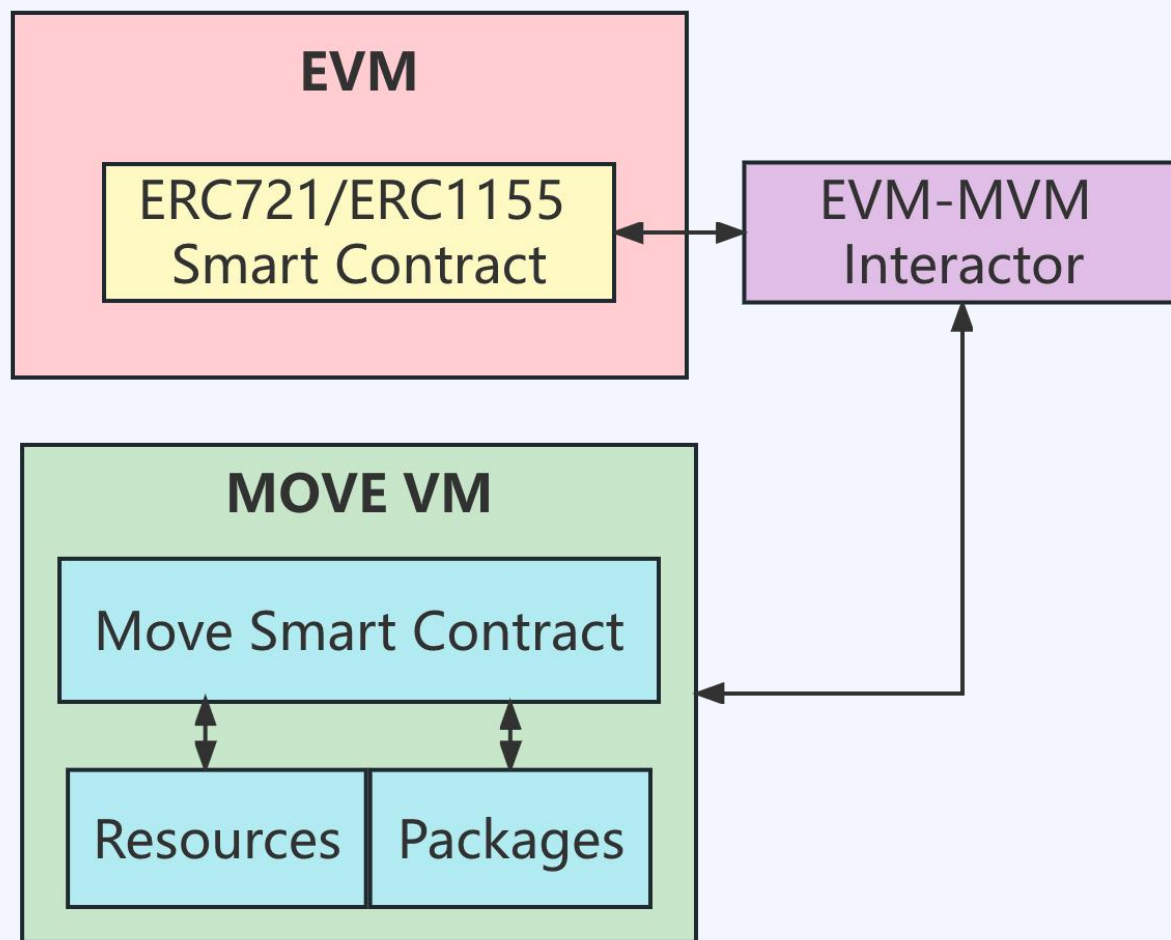 EVM
ERC721/ERC1155
Smart Contract
EVM-MVM
Interactor
MOVE VM
Move Smart Contract
Resources
Packages